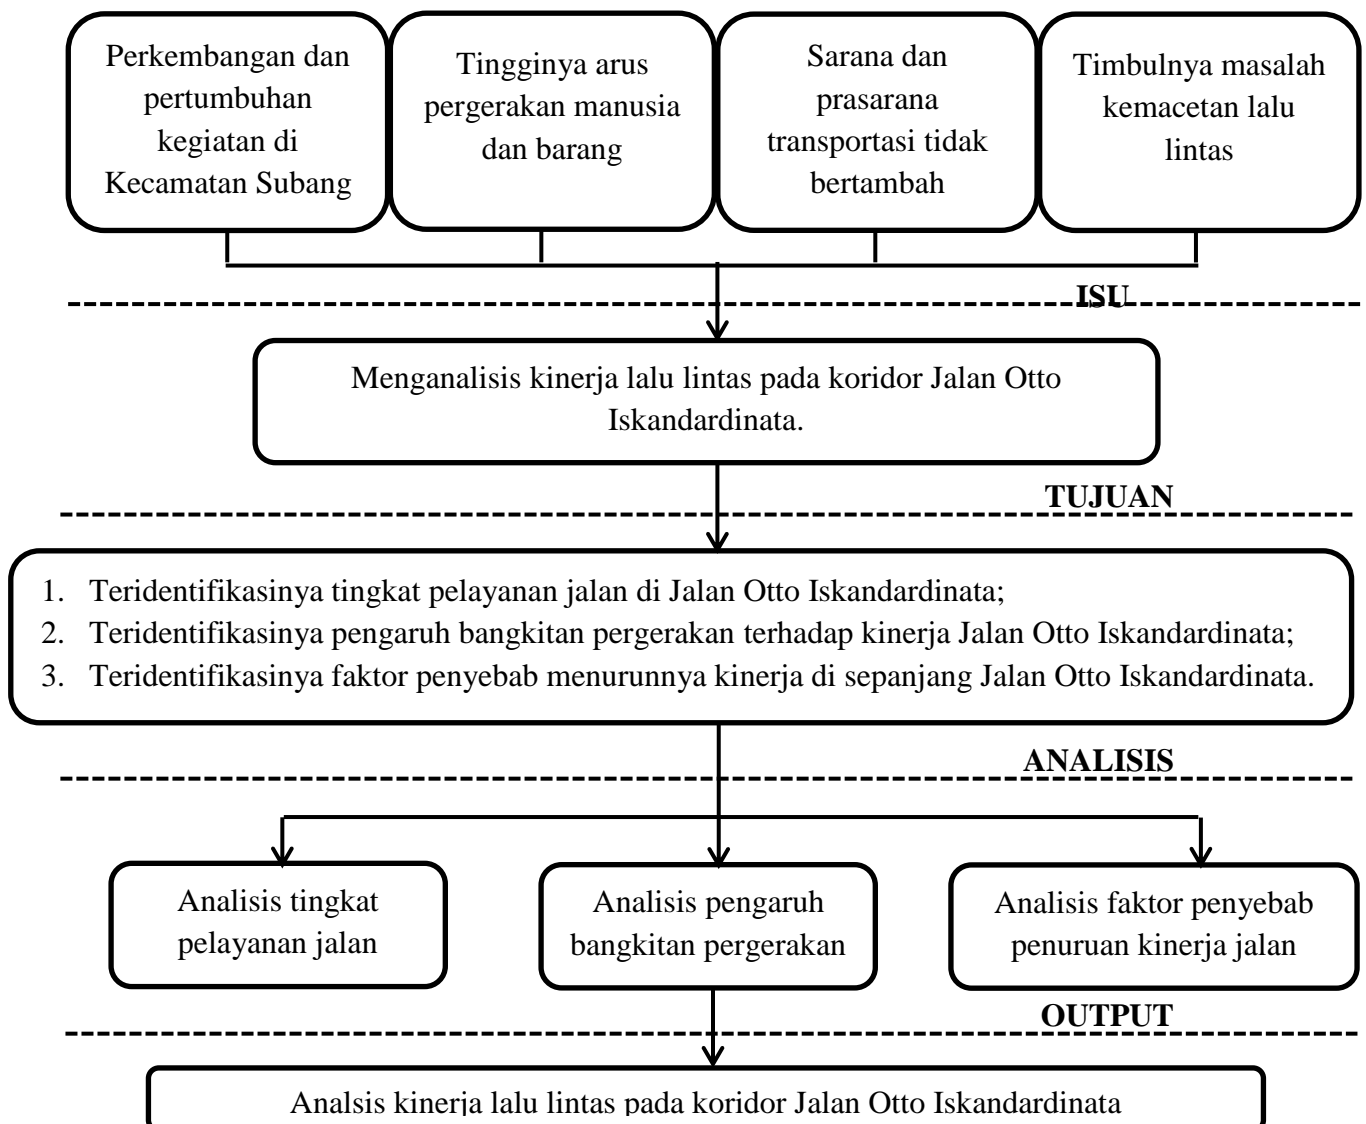 Perkembangan dan
pertumbuhan
kegiatan di
Kecamatan Subang
Tingginya arus
pergerakan manusia
dan barang
Sarana dan
prasarana
transportasi tidak
bertambah
Timbulnya masalah
kemacetan lalu
lintas
ISU
Menganalisis kinerja lalu lintas pada koridor Jalan Otto
Iskandardinata.
TUJUAN
1. Teridentifikasinya tingkat pelayanan jalan di Jalan Otto Iskandardinata;
2. Teridentifikasinya pengaruh bangkitan pergerakan terhadap kinerja Jalan Otto Iskandardinata;
3. Teridentifikasinya faktor penyebab menurunnya kinerja di sepanjang Jalan Otto Iskandardinata.
ANALISIS
Analisis tingkat
pelayanan jalan
Analisis pengaruh
bangkitan pergerakan
Analisis faktor penyebab
penuruan kinerja jalan
OUTPUT
Analsis kinerja lalu lintas pada koridor Jalan Otto Iskandardinata